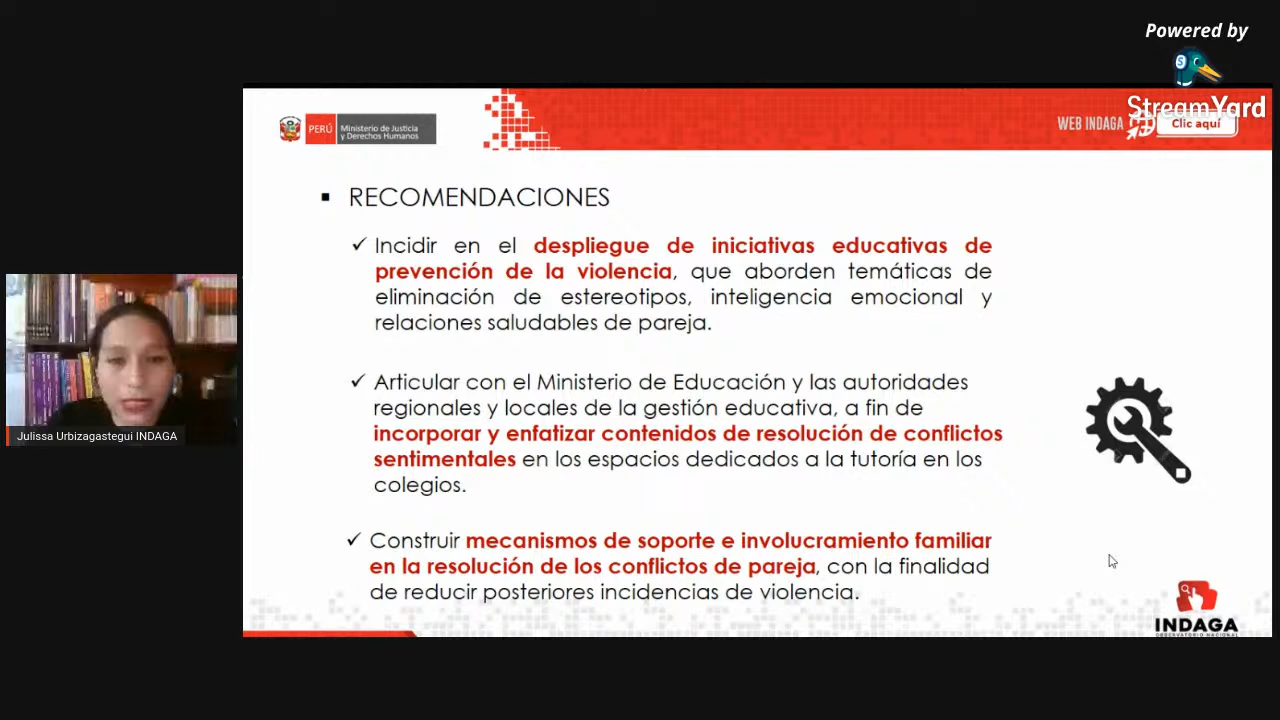 Powered by
StreamYard
PERÚ
Ministerio de Justicia
y Derechos Humanos
WEB INDAGA
Clic aquí
RECOMENDACIONES
Incidir en el despliegue de iniciativas educativas de
prevención de la violencia, que aborden temáticas de
eliminación de estereotipos, inteligencia emocional y
relaciones saludables de pareja.
Articular con el Ministerio de Educación y las autoridades
regionales y locales de la gestión educativa, a fin de
incorporar y enfatizar contenidos de resolución de conflictos
sentimentales en los espacios dedicados a la tutoría en los
colegios.
Construir mecanismos de soporte e involucramiento familiar
en la resolución de los conflictos de pareja, con la finalidad
de reducir posteriores incidencias de violencia.
Julissa Urbizagastegui INDAGA
INDAGA
OBSERVATORIO NACIONAL